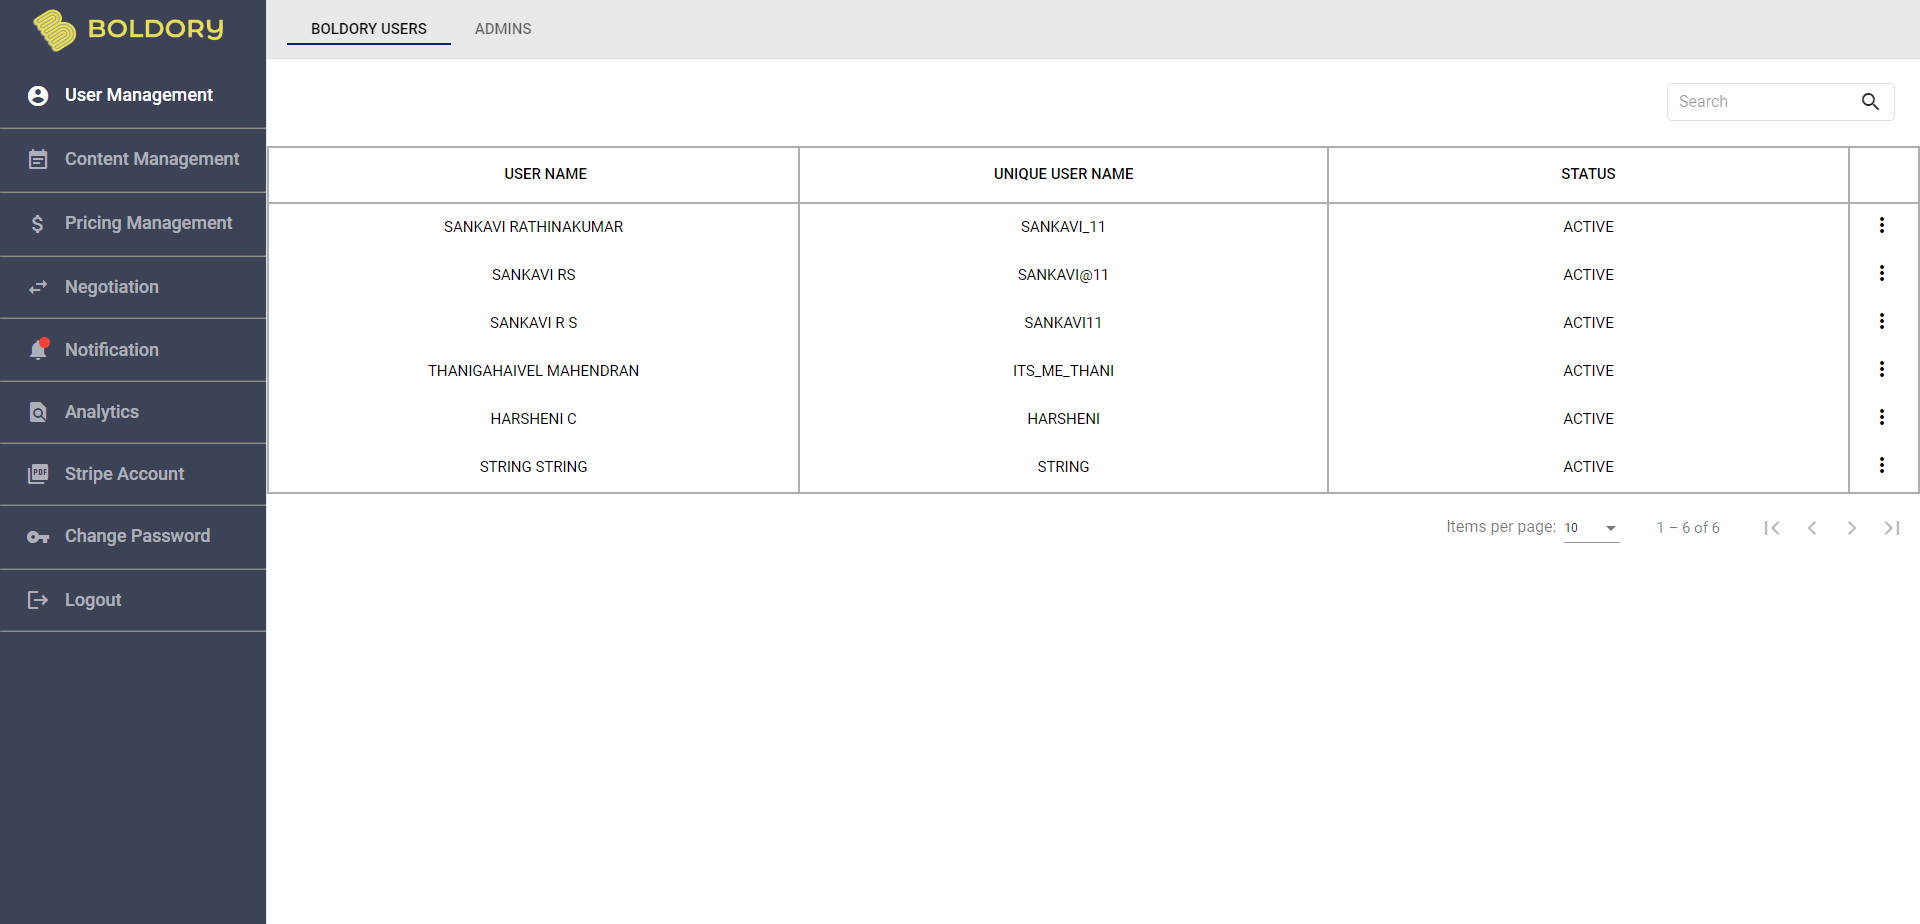 BOLDORY
User Management
Content Management
Pricing Management
Negotiation
Notification
Analytics
PDF
Stripe Account
Change Password
Logout
BOLDORY USERS ADMINS
Search
USER NAME UNIQUE USER NAME STATUS
SANKAVI RATHINAKUMAR SANKAVI_11 ACTIVE
SANKAVI RS SANKAVI@11 ACTIVE
SANKAVI R S SANKAVI11 ACTIVE
THANIGAHAIVEL MAHENDRAN ITS_ME_THANI ACTIVE
HARSHENI C HARSHENI ACTIVE
STRING STRING STRING ACTIVE
Items per page: 10 1 – 6 of 6